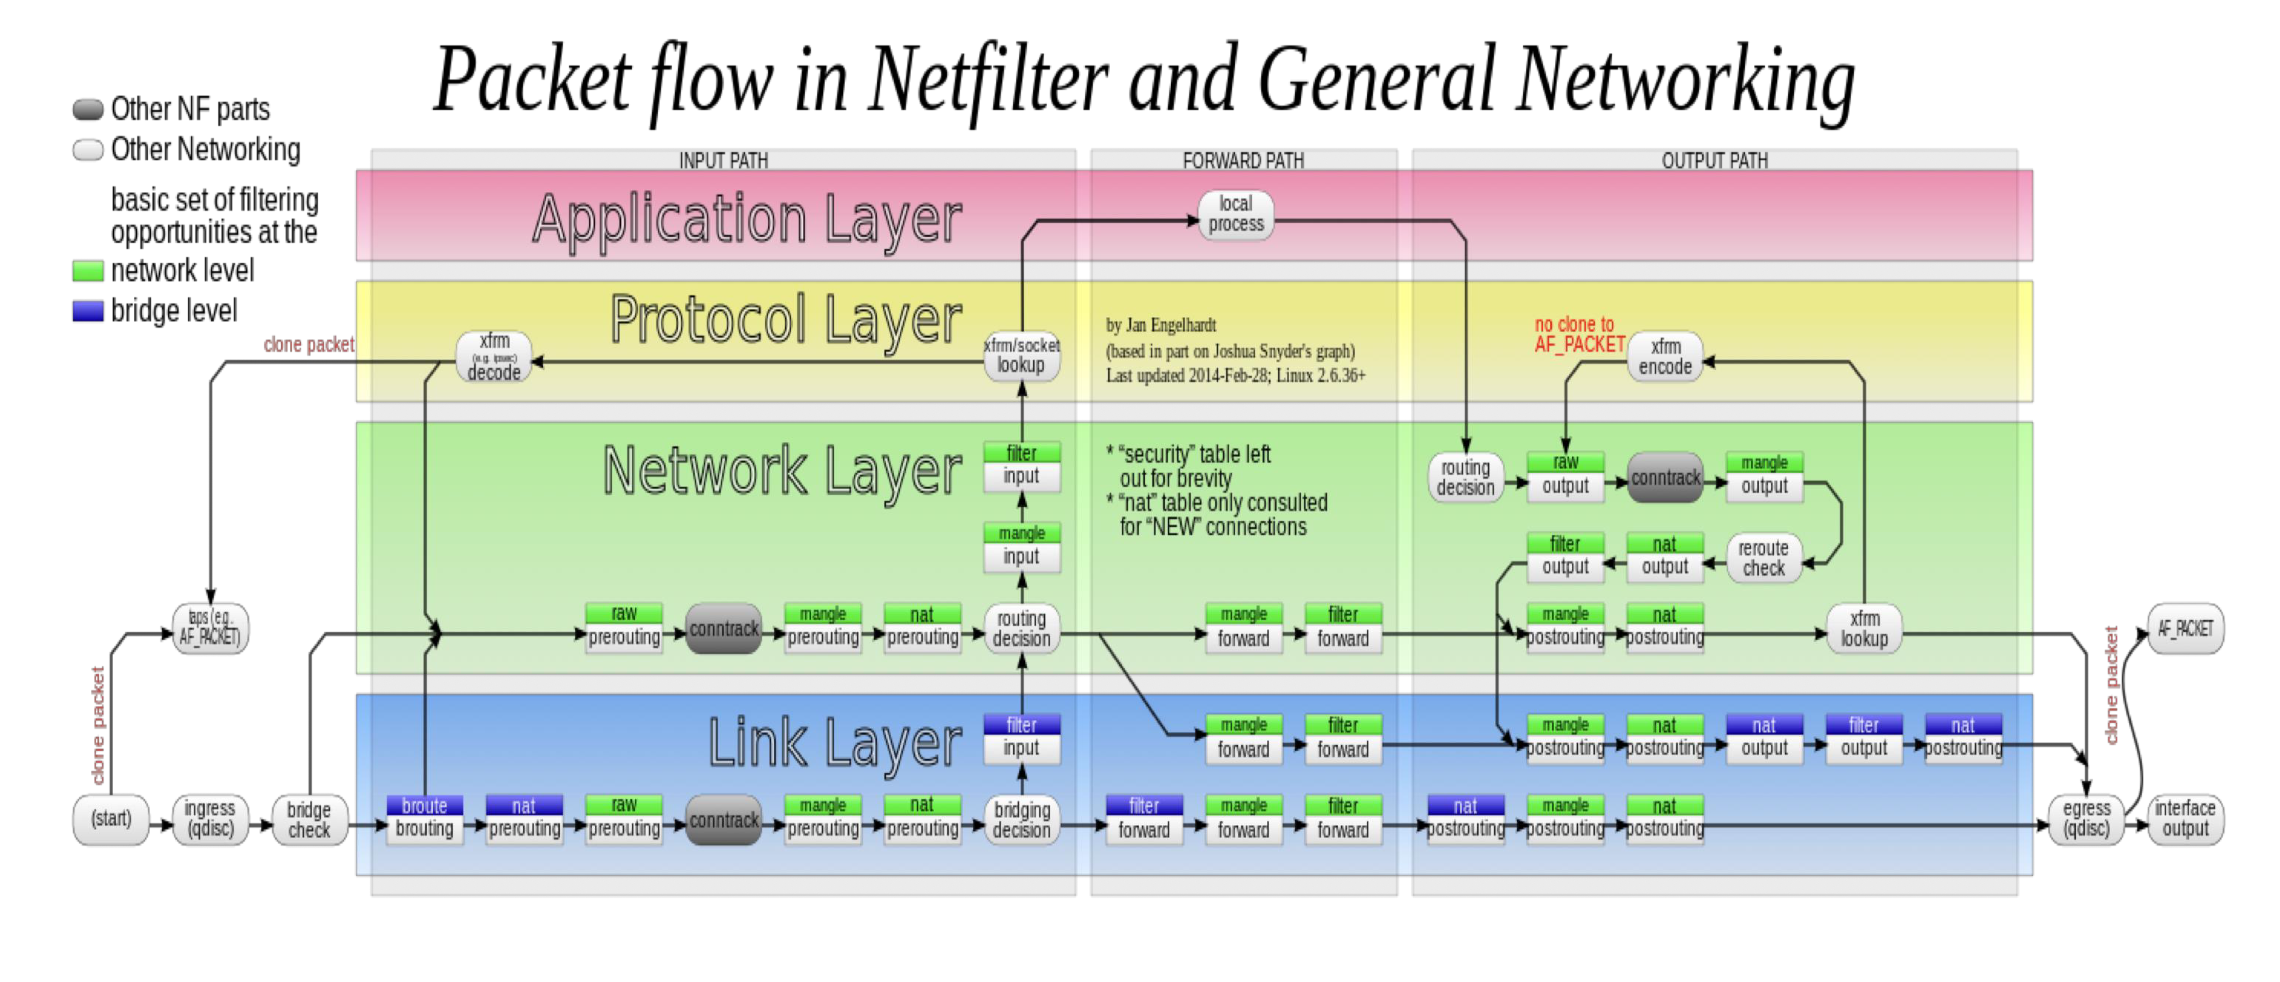 Packet flow in Netfilter and General Networking
Other NF parts
Other Networking
basic set of filtering
opportunities at the
network level
bridge level
INPUT PATH
FORWARD PATH
OUTPUT PATH
Application Layer
local
process
Protocol Layer
clone packet
xfrm
(e.g. ipsec)
decode
xfrm/socket
lookup
by Jan Engelhardt
(based in part on Joshua Snyder's graph)
Last updated 2014-Feb-28; Linux 2.6.36+
no clone to
AF_PACKET
xfrm
encode
Network Layer
filter
input
mangle
input
* “security” table left
out for brevity
* “nat” table only consulted
for “NEW” connections
routing
decision
raw
output
conntrack
mangle
output
filter
output
nat
output
reroute
check
taps (e.g.
AF_PACKET)
raw
prerouting
conntrack
mangle
prerouting
nat
prerouting
routing
decision
mangle
forward
filter
forward
mangle
postrouting
nat
postrouting
xfrm
lookup
AF_PACKET
clone packet
clone packet
Link Layer
filter
input
mangle
forward
filter
forward
mangle
postrouting
nat
postrouting
nat
output
filter
output
nat
postrouting
(start)
ingress
(qdisc)
bridge
check
broute
brouting
nat
prerouting
raw
prerouting
conntrack
mangle
prerouting
nat
prerouting
bridging
decision
filter
forward
mangle
forward
filter
forward
nat
postrouting
mangle
postrouting
nat
postrouting
egress
(qdisc)
interface
output